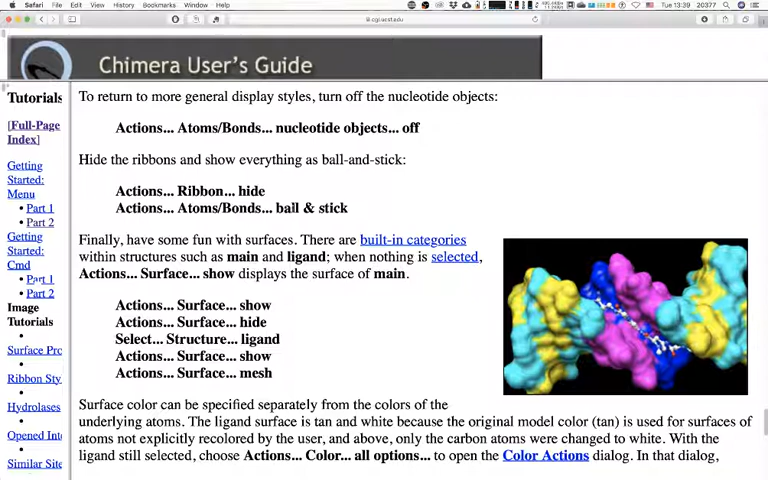 Safari File Edit View History Bookmarks Window Help
Tue 13:39 20377
Chimera User's Guide
Tutorials
[Full-Page
Index]
Getting
Started:
Menu
• Part 1
• Part 2
Getting
Started:
Cmd
• Part 1
• Part 2
Image
Tutorials
•
Surface Pro
•
Ribbon Sty
•
Hydrolases
•
Opened Int
•
Similar Site
To return to more general display styles, turn off the nucleotide objects:
Actions... Atoms/Bonds... nucleotide objects... off
Hide the ribbons and show everything as ball-and-stick:
Actions... Ribbon... hide
Actions... Atoms/Bonds... ball & stick
Finally, have some fun with surfaces. There are built-in categories
within structures such as main and ligand; when nothing is selected,
Actions... Surface... show displays the surface of main.
Actions... Surface... show
Actions... Surface... hide
Select... Structure... ligand
Actions... Surface... show
Actions... Surface... mesh
Surface color can be specified separately from the colors of the
underlying atoms. The ligand surface is tan and white because the original model color (tan) is used for surfaces of
atoms not explicitly recolored by the user, and above, only the carbon atoms were changed to white. With the
ligand still selected, choose Actions... Color... all options... to open the Color Actions dialog. In that dialog,